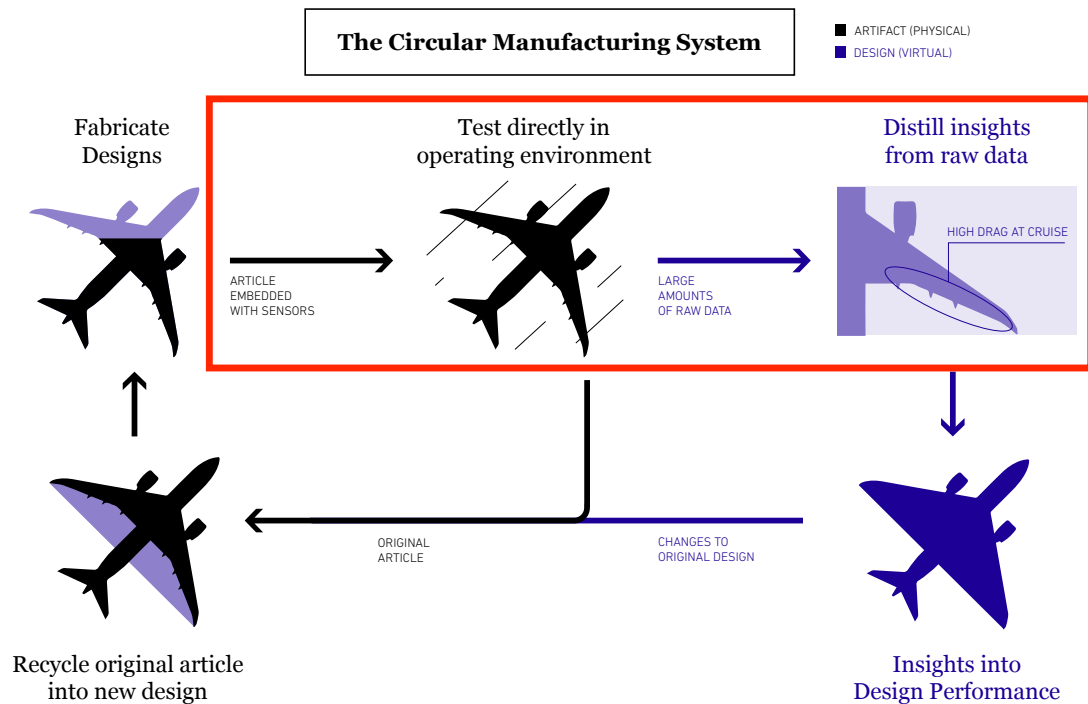 The Circular Manufacturing System
ARTIFACT (PHYSICAL)
DESIGN (VIRTUAL)
Fabricate
Designs
Test directly in
operating environment
Distill insights
from raw data
HIGH DRAG AT CRUISE
ARTICLE
EMBEDDED
WITH SENSORS
LARGE
AMOUNTS
OF RAW DATA
ORIGINAL
ARTICLE
CHANGES TO
ORIGINAL DESIGN
Recycle original article
into new design
Insights into
Design Performance